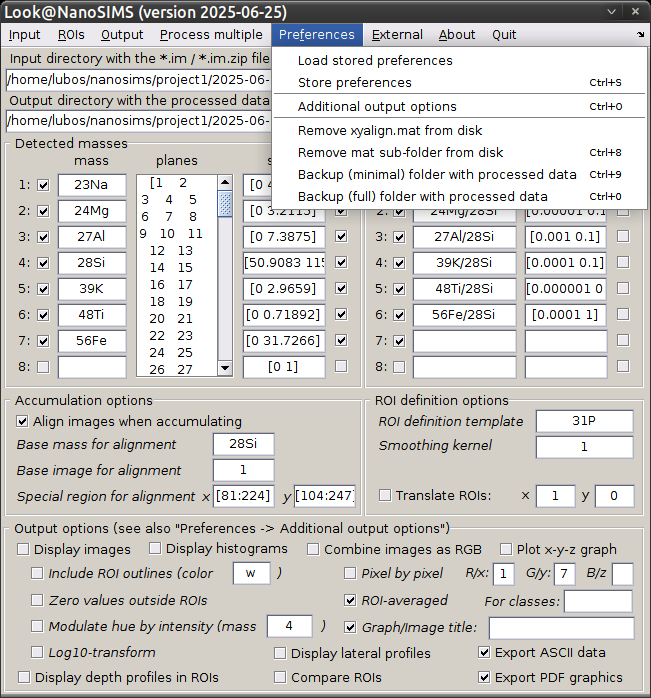 Look@NanoSIMS (version 2025-06-25)
Input ROIs Output Process multiple Preferences External About Quit
Input directory with the *.im / *.im.zip file
/home/lubos/nanosims/project1/2025-06-
Output directory with the processed data
/home/lubos/nanosims/project1/2025-06-
Load stored preferences
Store preferences Ctrl+S
Additional output options Ctrl+O
Remove xyalign.mat from disk
Remove mat sub-folder from disk Ctrl+8
Backup (minimal) folder with processed data Ctrl+9
Backup (full) folder with processed data Ctrl+0
Detected masses
mass planes s
1: 23Na [0 4
2: 24Mg [0 3.2115] 2: 24Mg/28Si [0.0001 0.1]
3: 27Al [0 7.3875] 3: 27Al/28Si [0.001 0.1]
4: 28Si [50.9083 115 4: 39K/28Si [0.0001 0.1]
5: 39K [0 2.9659] 5: 48Ti/28Si [0.000001 0
6: 48Ti [0 0.71892] 6: 56Fe/28Si [0.0001 1]
7: 56Fe [0 31.7266] 7:
8: [0 1] 8:
[1 2
3 4 5
6 7 8
9 10 11
12 13
14 15
16 17
18 19
20 21
22 23
24 25
26 27
Accumulation options
Align images when accumulating
Base mass for alignment 28Si
Base image for alignment 1
Special region for alignment x [81:224] y [104:247]
ROI definition options
ROI definition template 31P
Smoothing kernel 1
Translate ROIs: x 1 y 0
Output options (see also "Preferences -> Additional output options")
Display images Display histograms Combine images as RGB Plot x-y-z graph
Include ROI outlines (color w ) Pixel by pixel R/x: 1 G/y: 7 B/z
Zero values outside ROIs ROI-averaged For classes:
Modulate hue by intensity (mass 4 ) Graph/Image title:
Log10-transform Display lateral profiles Export ASCII data
Display depth profiles in ROIs Compare ROIs Export PDF graphics